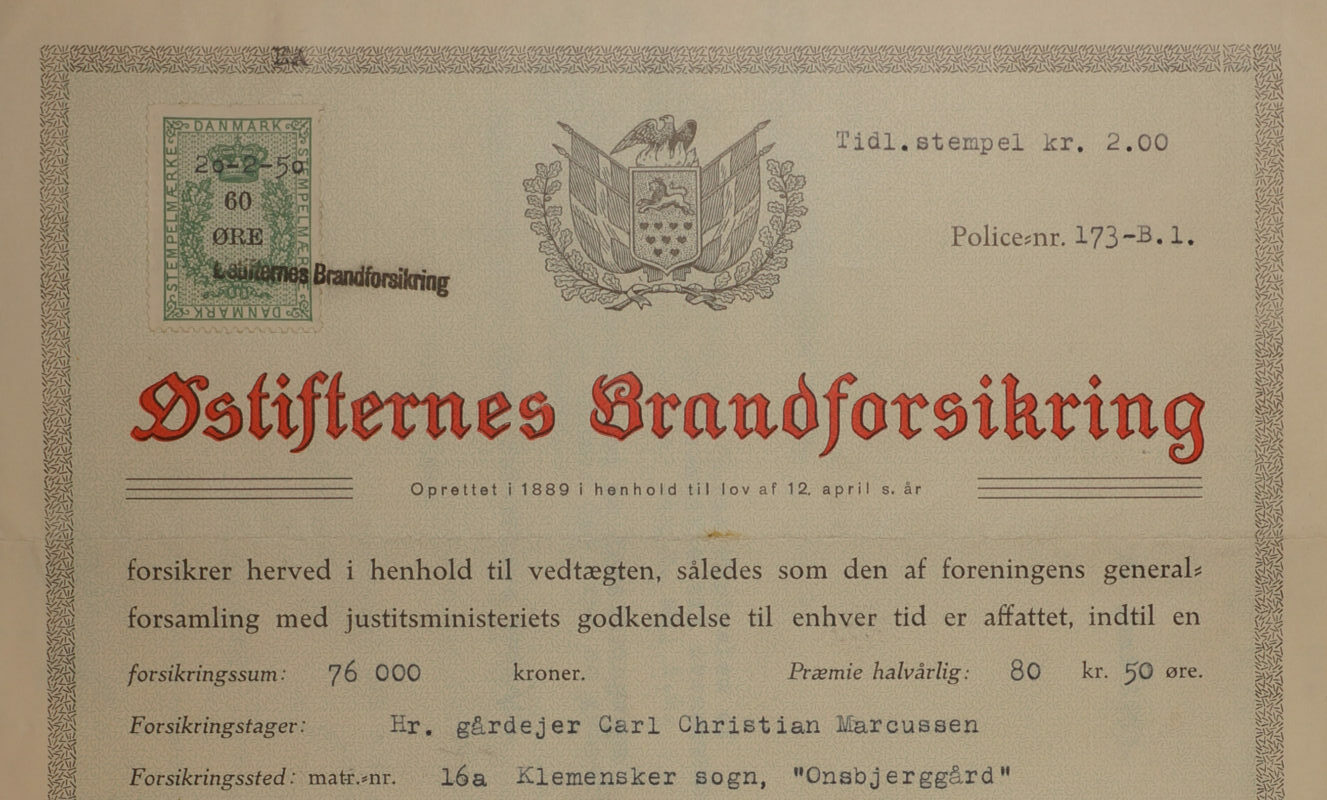 EA
DANMARK
STEMPELMÆRKE
STEMPELMÆRKE
20-2-50
60
ØRE
DANMARK
Østifternes Brandforsikring
Tidl.stempel kr. 2.00
Police-nr. 173-B.1.
Østifternes Brandforsikring
Oprettet i 1889 i henhold til lov af 12. april s. år
forsikrer herved i henhold til vedtægten, således som den af foreningens general-
forsamling med justitsministeriets godkendelse til enhver tid er affattet, indtil en
forsikringssum: 76 000 kroner. Præmie halvårlig: 80 kr. 50 øre.
Forsikringstager: Hr. gårdejer Carl Christian Marcussen
Forsikringssted: matr.-nr. 16a Klemensker sogn, "Onsbjerggård"